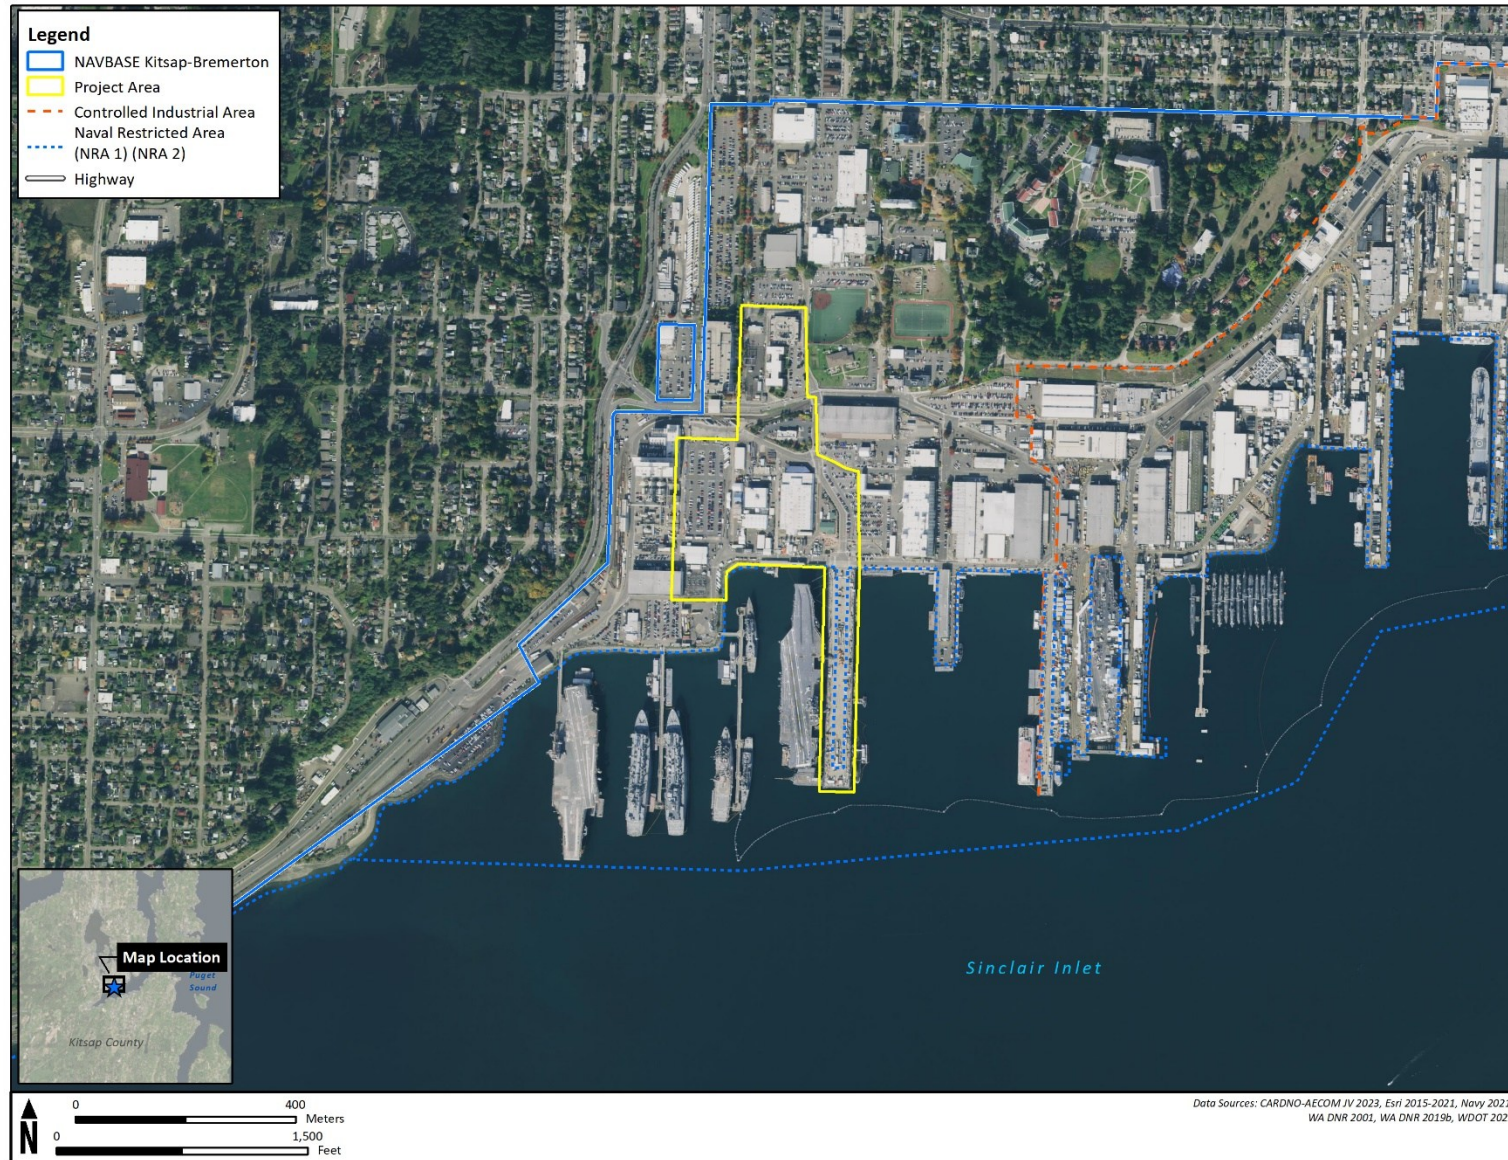 Legend
NAVBASE Kitsap-Bremerton
Project Area
Controlled Industrial Area
Naval Restricted Area
(NRA 1) (NRA 2)
Highway
Map Location
Puget
Sound
Kitsap County
Sinclair Inlet
N
0 400
Meters
0 1,500
Feet
Data Sources: CARDNO-AECOM JV 2023, Esri 2015-2021, Navy 2021
WA DNR 2001, WA DNR 2019b, WDOT 202